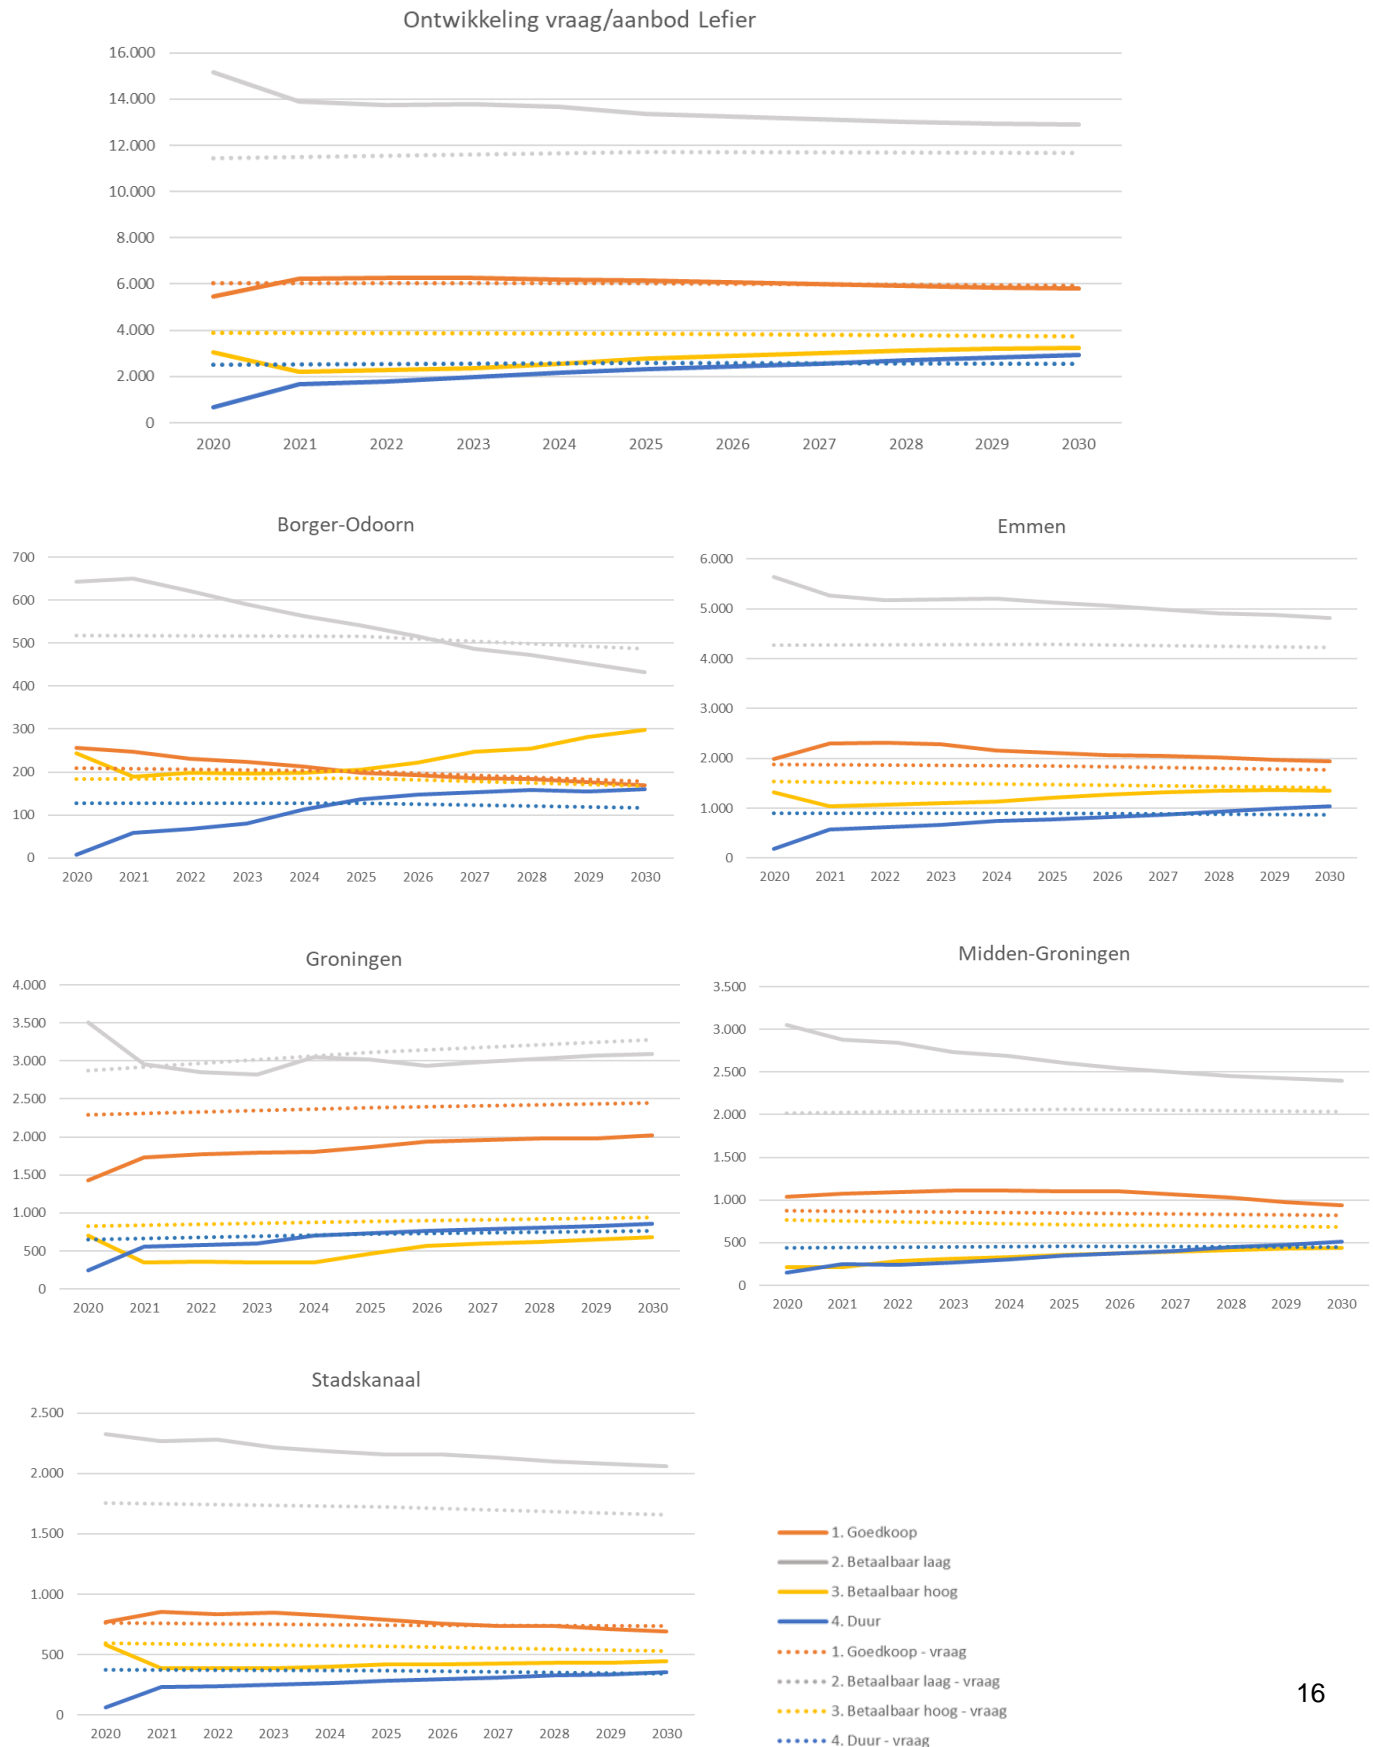 Ontwikkeling vraag/aanbod Lefier
16.000
14.000
12.000
10.000
8.000
6.000
4.000
2.000
0
2020 2021 2022 2023 2024 2025 2026 2027 2028 2029 2030
Borger-Odoorn
700
600
500
400
300
200
100
0
2020 2021 2022 2023 2024 2025 2026 2027 2028 2029 2030
Emmen
6.000
5.000
4.000
3.000
2.000
1.000
0
2020 2021 2022 2023 2024 2025 2026 2027 2028 2029 2030
Groningen
4.000
3.500
3.000
2.500
2.000
1.500
1.000
500
0
2020 2021 2022 2023 2024 2025 2026 2027 2028 2029 2030
Midden-Groningen
3.500
3.000
2.500
2.000
1.500
1.000
500
0
2020 2021 2022 2023 2024 2025 2026 2027 2028 2029 2030
Stadskanaal
2.500
2.000
1.500
1.000
500
0
2020 2021 2022 2023 2024 2025 2026 2027 2028 2029 2030
1. Goedkoop
2. Betaalbaar laag
3. Betaalbaar hoog
4. Duur
1. Goedkoop - vraag
2. Betaalbaar laag - vraag
3. Betaalbaar hoog - vraag
4. Duur - vraag
16